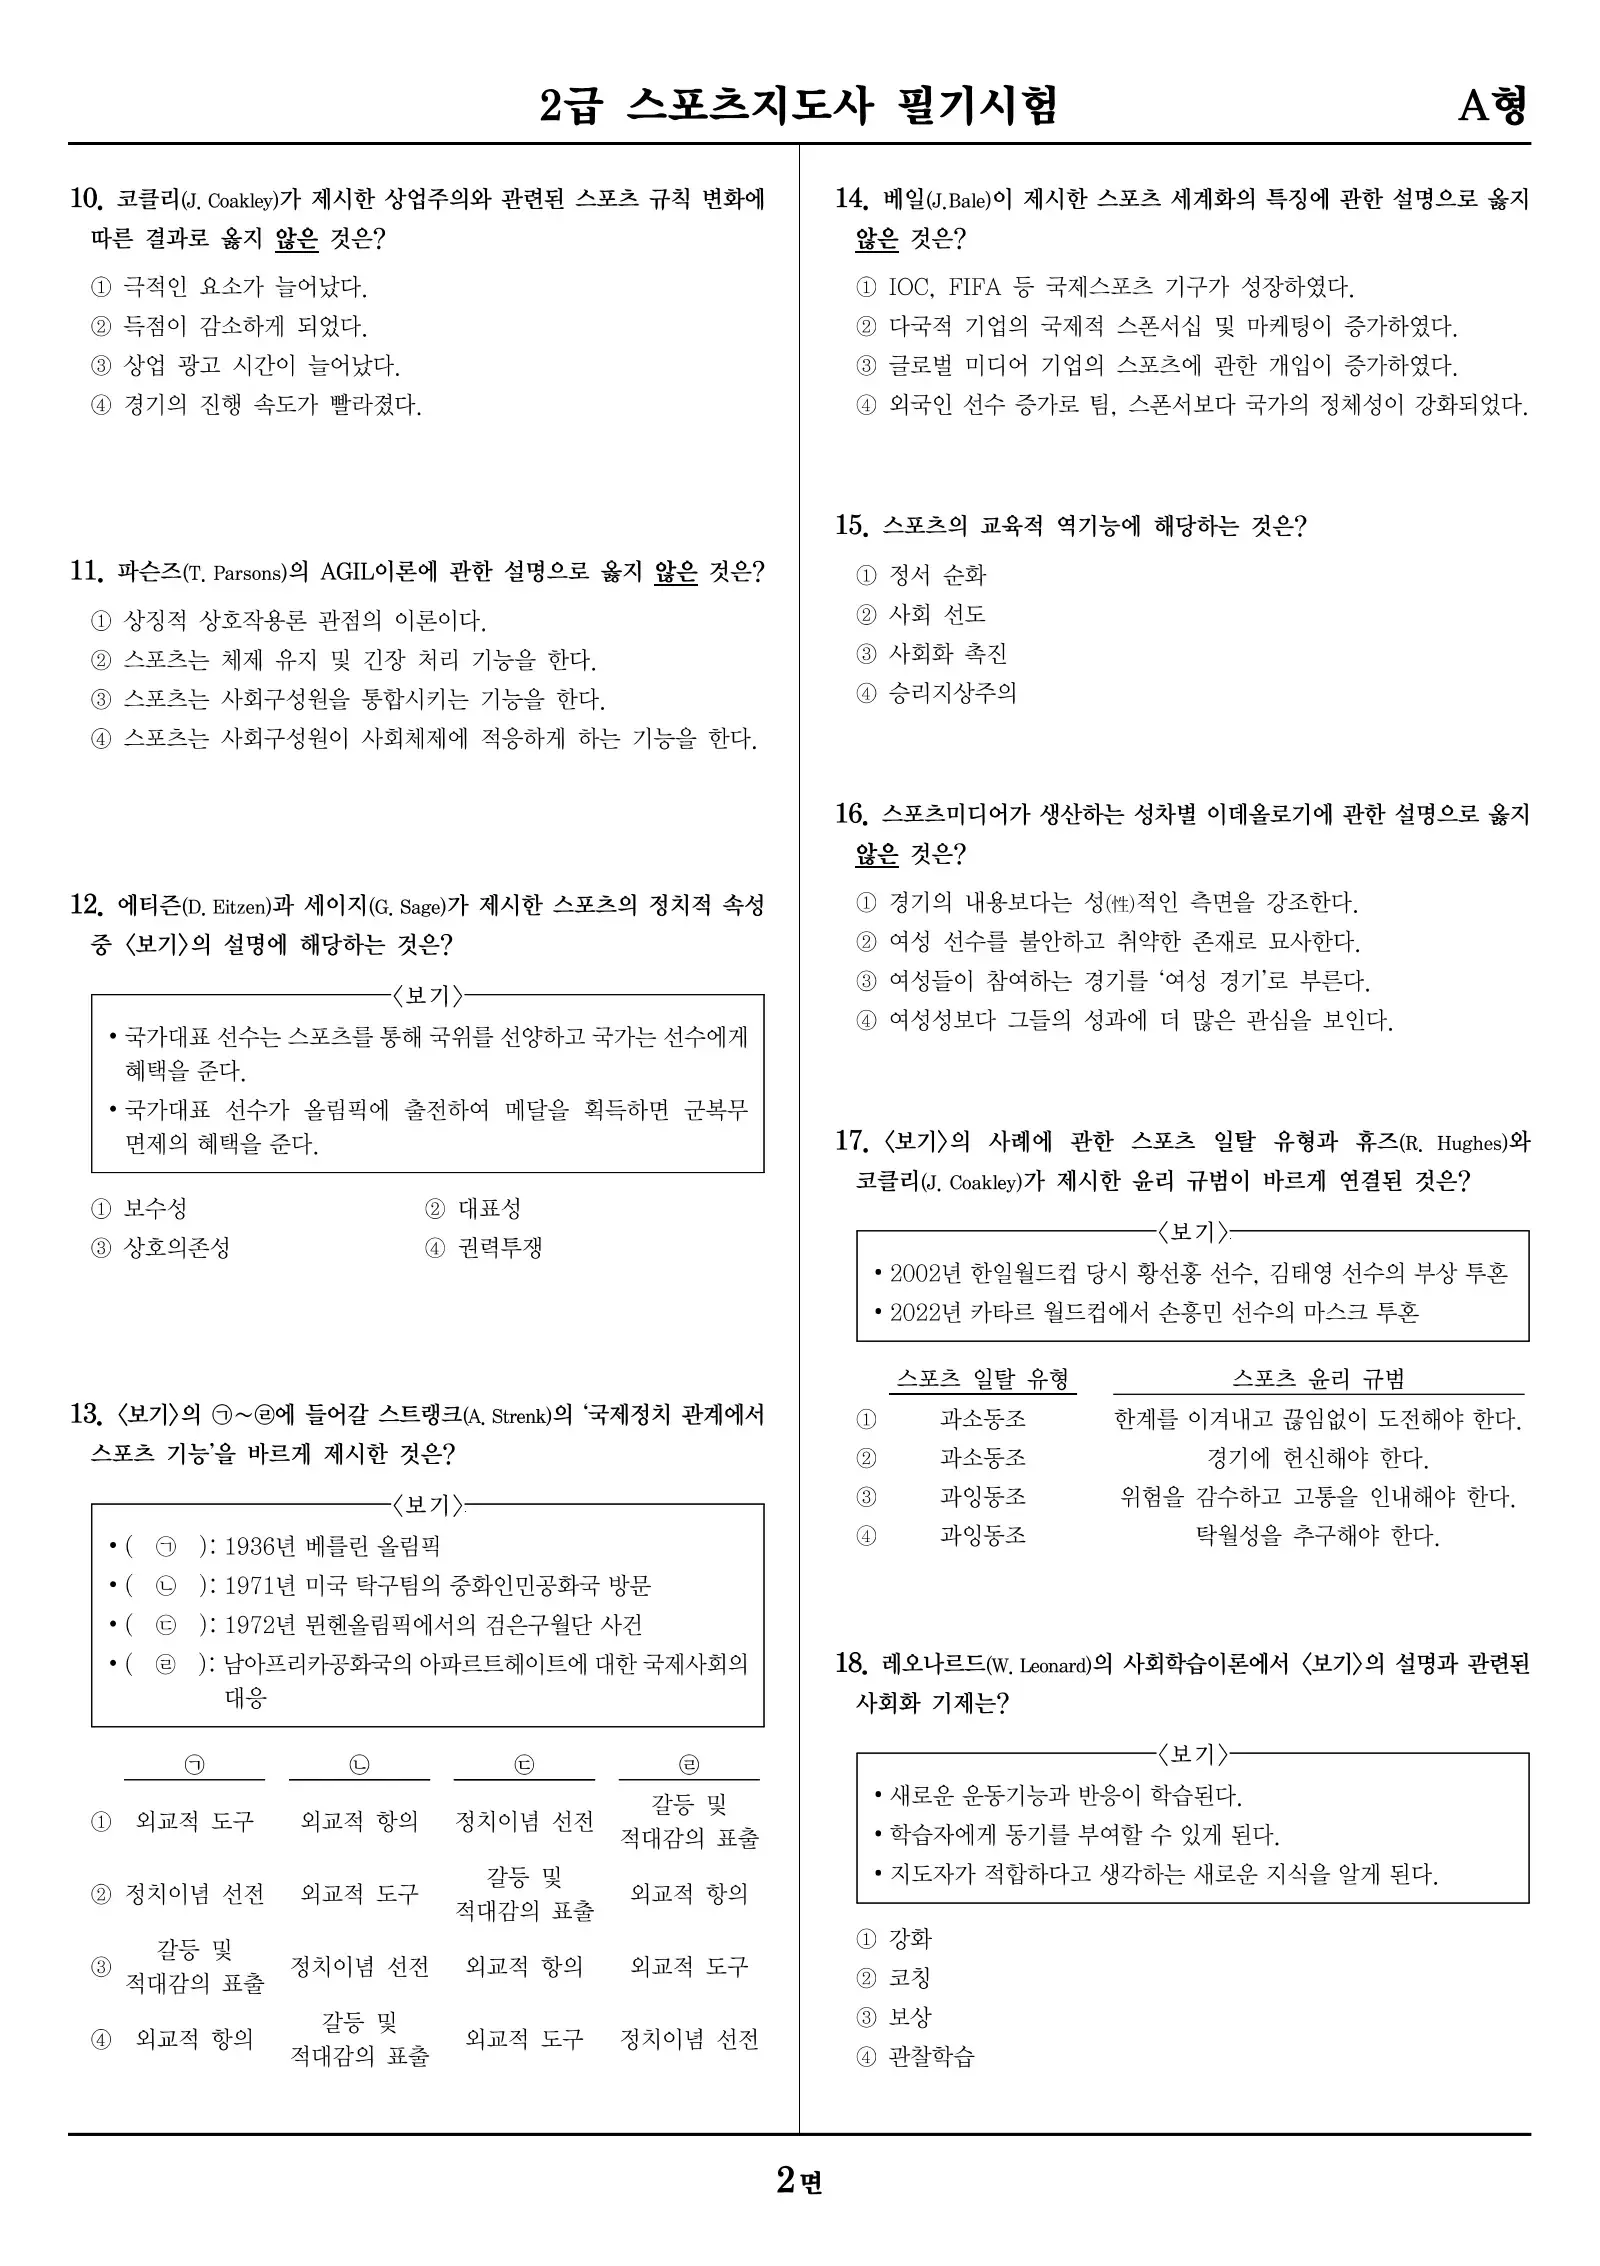 2급 스포츠지도사 필기시험
A형
10. 코클리(J. Coakley)가 제시한 상업주의와 관련된 스포츠 규칙 변화에
따른 결과로 옳지 않은 것은?
① 극적인 요소가 늘어났다.
② 득점이 감소하게 되었다.
③ 상업 광고 시간이 늘어났다.
④ 경기의 진행 속도가 빨라졌다.
11. 파슨즈(T. Parsons)의 AGIL이론에 관한 설명으로 옳지 않은 것은?
① 상징적 상호작용론 관점의 이론이다.
② 스포츠는 체제 유지 및 긴장 처리 기능을 한다.
③ 스포츠는 사회구성원을 통합시키는 기능을 한다.
④ 스포츠는 사회구성원이 사회체제에 적응하게 하는 기능을 한다.
12. 에티즌(D. Eitzen)과 세이지(G. Sage)가 제시한 스포츠의 정치적 속성
중 〈보기〉의 설명에 해당하는 것은?
〈보기〉
• 국가대표 선수는 스포츠를 통해 국위를 선양하고 국가는 선수에게
혜택을 준다.
• 국가대표 선수가 올림픽에 출전하여 메달을 획득하면 군복무
면제의 혜택을 준다.
① 보수성 ② 대표성
③ 상호의존성 ④ 권력투쟁
13. 〈보기〉의 ㉠~㉣에 들어갈 스트랭크(A. Strenk)의 ‘국제정치 관계에서
스포츠 기능’을 바르게 제시한 것은?
〈보기〉
• ( ㉠ ): 1936년 베를린 올림픽
• ( ㉡ ): 1971년 미국 탁구팀의 중화인민공화국 방문
• ( ㉢ ): 1972년 뮌헨올림픽에서의 검은구월단 사건
• ( ㉣ ): 남아프리카공화국의 아파르트헤이트에 대한 국제사회의
대응
㉠ ㉡ ㉢ ㉣
① 외교적 도구 외교적 항의 정치이념 선전 갈등 및
적대감의 표출
② 정치이념 선전 외교적 도구 갈등 및
적대감의 표출 외교적 항의
③ 갈등 및
적대감의 표출 정치이념 선전 외교적 항의 외교적 도구
④ 외교적 항의 갈등 및
적대감의 표출 외교적 도구 정치이념 선전
14. 베일(J.Bale)이 제시한 스포츠 세계화의 특징에 관한 설명으로 옳지
않은 것은?
① IOC, FIFA 등 국제스포츠 기구가 성장하였다.
② 다국적 기업의 국제적 스폰서십 및 마케팅이 증가하였다.
③ 글로벌 미디어 기업의 스포츠에 관한 개입이 증가하였다.
④ 외국인 선수 증가로 팀, 스폰서보다 국가의 정체성이 강화되었다.
15. 스포츠의 교육적 역기능에 해당하는 것은?
① 정서 순화
② 사회 선도
③ 사회화 촉진
④ 승리지상주의
16. 스포츠미디어가 생산하는 성차별 이데올로기에 관한 설명으로 옳지
않은 것은?
① 경기의 내용보다는 성(性)적인 측면을 강조한다.
② 여성 선수를 불안하고 취약한 존재로 묘사한다.
③ 여성들이 참여하는 경기를 ‘여성 경기’로 부른다.
④ 여성성보다 그들의 성과에 더 많은 관심을 보인다.
17. 〈보기〉의 사례에 관한 스포츠 일탈 유형과 휴즈(R. Hughes)와
코클리(J. Coakley)가 제시한 윤리 규범이 바르게 연결된 것은?
〈보기〉
• 2002년 한일월드컵 당시 황선홍 선수, 김태영 선수의 부상 투혼
• 2022년 카타르 월드컵에서 손흥민 선수의 마스크 투혼
스포츠 일탈 유형 스포츠 윤리 규범
① 과소동조 한계를 이겨내고 끊임없이 도전해야 한다.
② 과소동조 경기에 헌신해야 한다.
③ 과잉동조 위험을 감수하고 고통을 인내해야 한다.
④ 과잉동조 탁월성을 추구해야 한다.
18. 레오나르드(W. Leonard)의 사회학습이론에서 〈보기〉의 설명과 관련된
사회화 기제는?
〈보기〉
• 새로운 운동기능과 반응이 학습된다.
• 학습자에게 동기를 부여할 수 있게 된다.
• 지도자가 적합하다고 생각하는 새로운 지식을 알게 된다.
① 강화
② 코칭
③ 보상
④ 관찰학습
2면